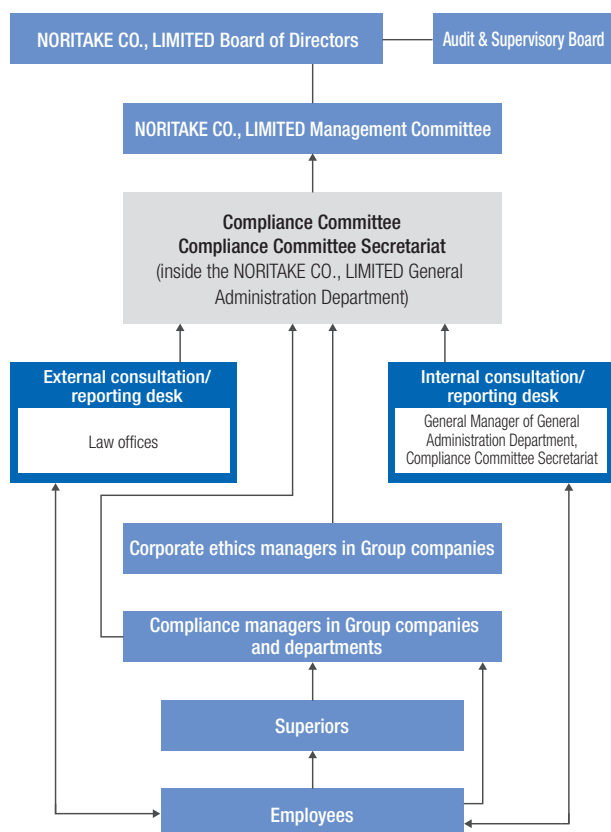 NORITAKE CO., LIMITED Board of Directors
Audit & Supervisory Board
NORITAKE CO., LIMITED Management Committee
Compliance Committee
Compliance Committee Secretariat
(inside the NORITAKE CO., LIMITED General
Administration Department)
External consultation/
reporting desk
Law offices
Internal consultation/
reporting desk
General Manager of General
Administration Department,
Compliance Committee Secretariat
Corporate ethics managers in Group companies
Compliance managers in Group companies
and departments
Superiors
Employees